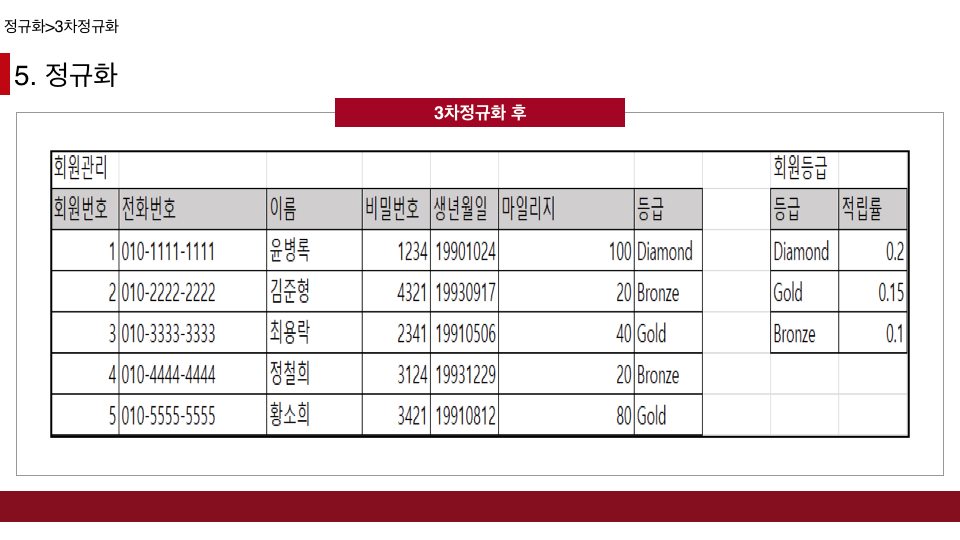 정규화>3차정규화
5. 정규화
3차정규화 후
회원관리 회원등급
회원번호 전화번호 이름 비밀번호 생년월일 마일리지 등급 등급 적립률
1 010-1111-1111 윤병록 1234 19901024 100 Diamond Diamond 0.2
2 010-2222-2222 김준형 4321 19930917 20 Bronze Gold 0.15
3 010-3333-3333 최용락 2341 19910506 40 Gold Bronze 0.1
4 010-4444-4444 정철희 3124 19931229 20 Bronze
5 010-5555-5555 황소희 3421 19910812 80 Gold